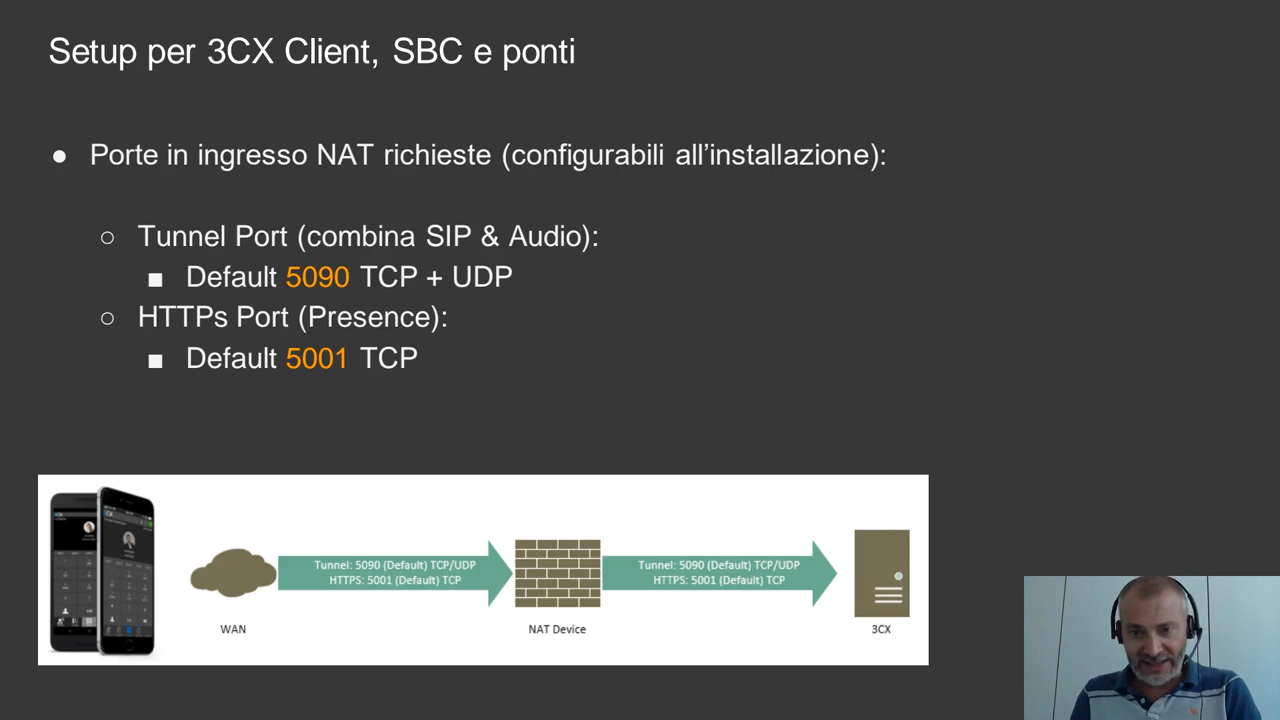 Setup per 3CX Client, SBC e ponti
● Porte in ingresso NAT richieste (configurabili all’installazione):
○ Tunnel Port (combina SIP & Audio):
■ Default 5090 TCP + UDP
○ HTTPs Port (Presence):
■ Default 5001 TCP
Tunnel: 5090 (Default) TCP/UDP
HTTPS: 5001 (Default) TCP
Tunnel: 5090 (Default) TCP/UDP
HTTPS: 5001 (Default) TCP
WAN
NAT Device
3CX